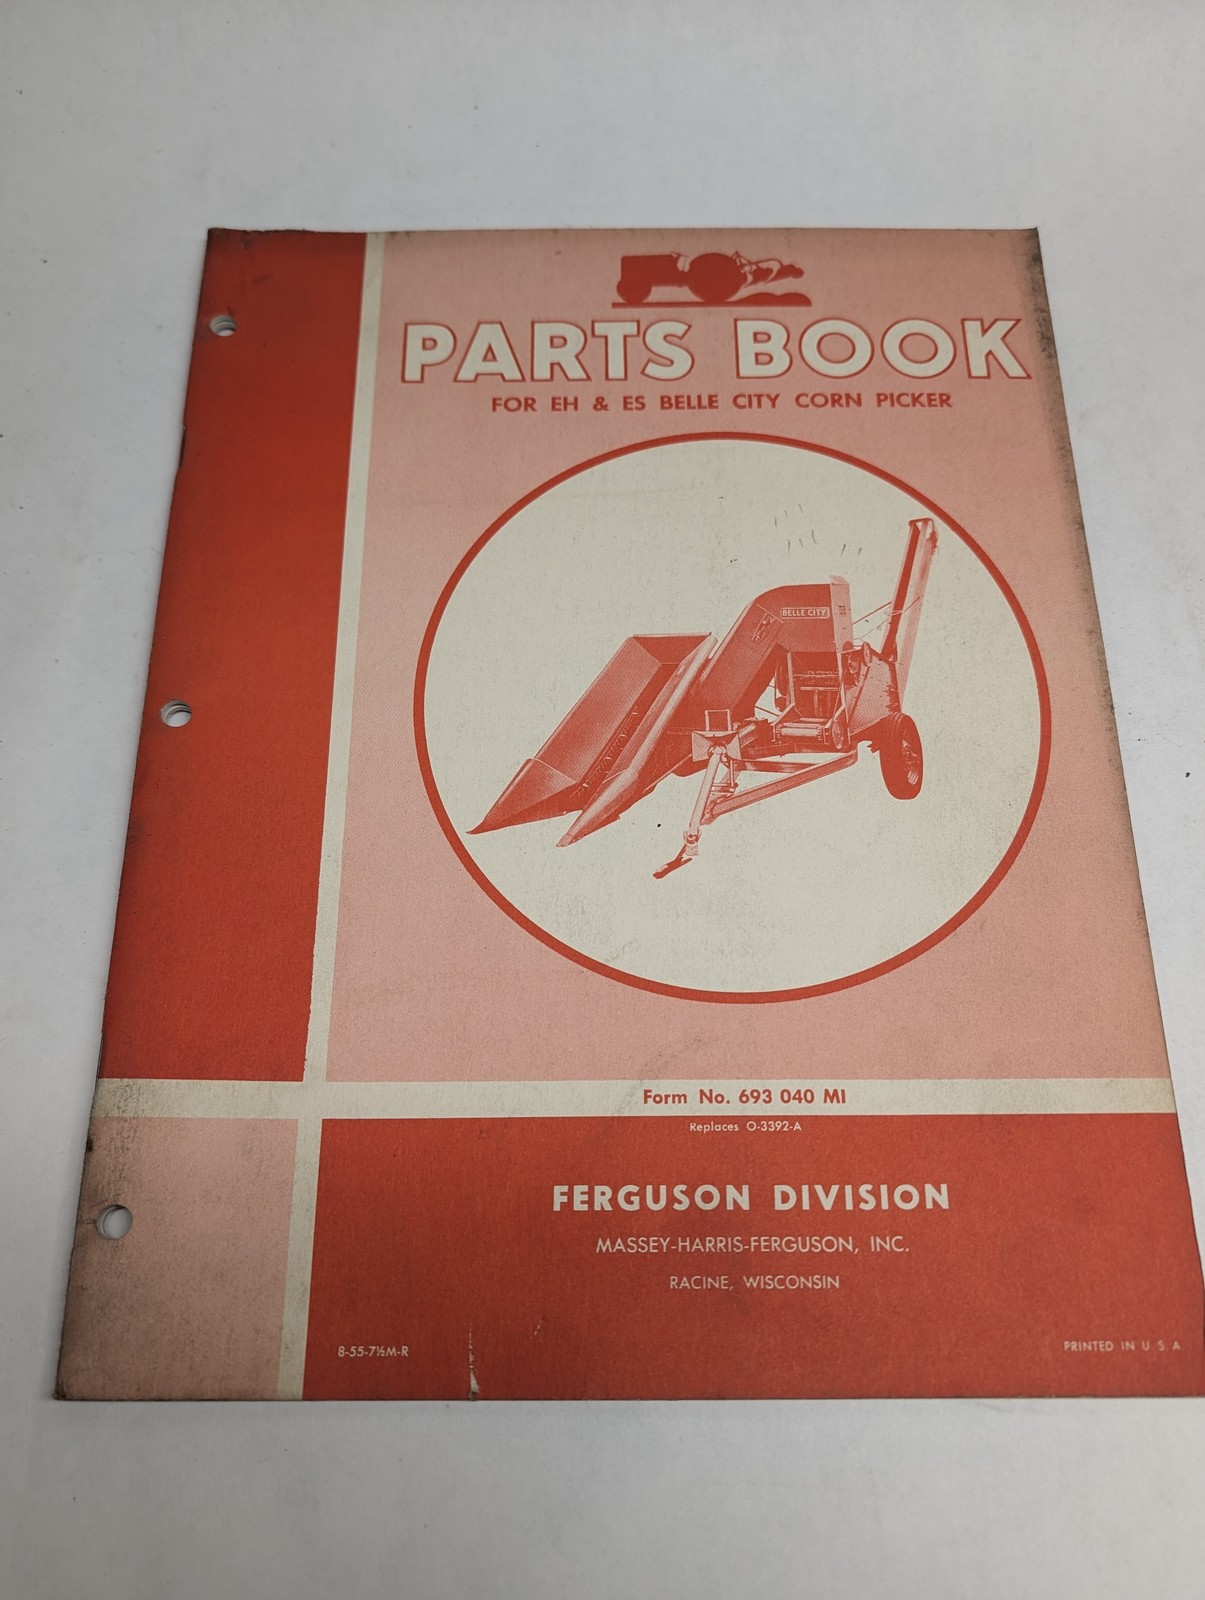 PARTS BOOK
FOR EH & ES BELLE CITY CORN PICKER
BELLE CITY
Form No. 693 040 MI
Replaces O-3392-A
FERGUSON DIVISION
MASSEY-HARRIS-FERGUSON, INC.
RACINE, WISCONSIN
8-55-7½M-R
PRINTED IN U. S. A.